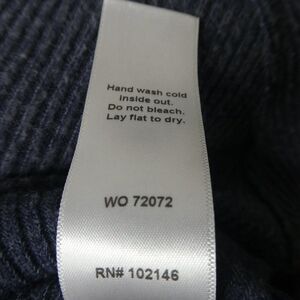 Hand wash cold
inside out.
Do not bleach.
Lay flat to dry.
WO 72072
RN# 102146